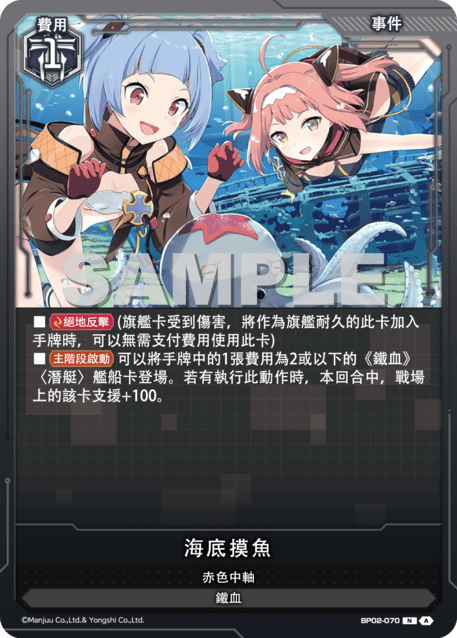 費用
事件
1
SAMPLE
■ 絕地反擊 (旗艦卡受到傷害，將作為旗艦耐久的此卡加入
手牌時，可以無需支付費用使用此卡)
■ 主階段啟動 可以將手牌中的1張費用為2或以下的《鐵血》
〈潛艇〉艦船卡登場。若有執行此動作時，本回合中，戰場
上的該卡支援+100。
海底摸魚
赤色中軸
鐵血
©Manjuu Co.,Ltd.& Yongshi Co.,Ltd. BP02-070 N A